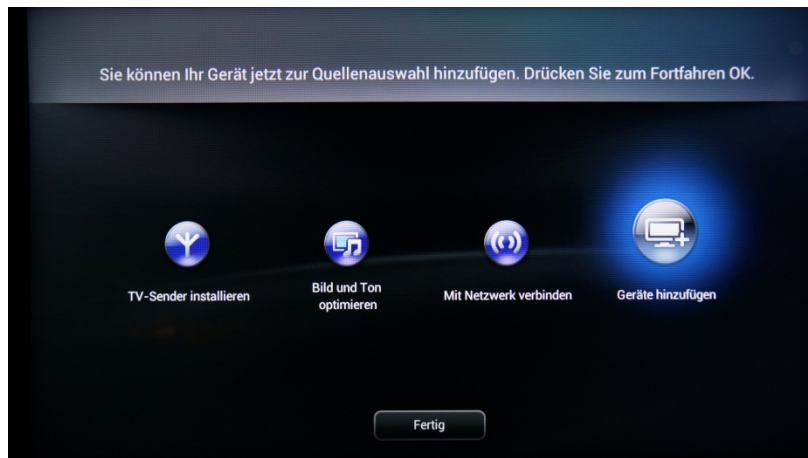 Sie können Ihr Gerät jetzt zur Quellenauswahl hinzufügen. Drücken Sie zum Fortfahren OK.
TV-Sender installieren
Bild und Ton
optimieren
Mit Netzwerk verbinden
Geräte hinzufügen
Fertig